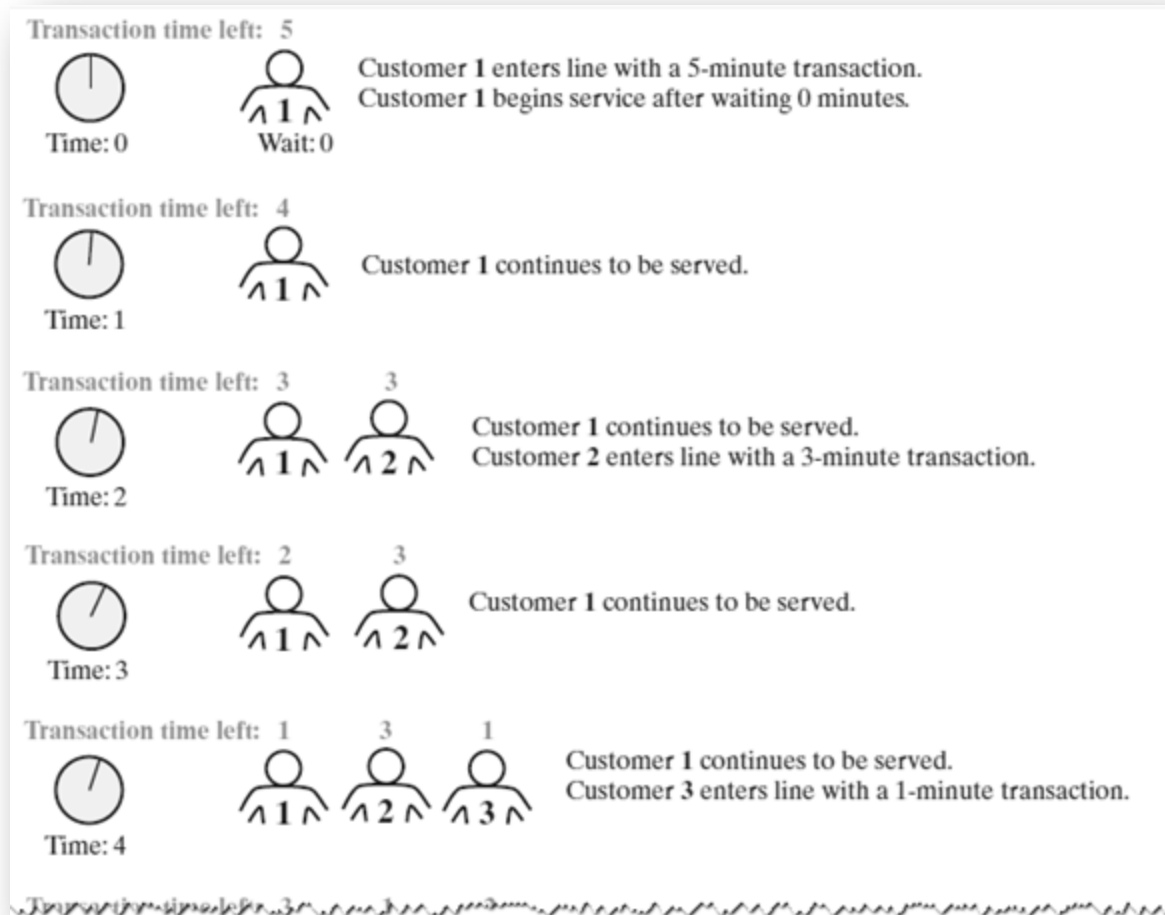 Transaction time left: 5
Customer 1 enters line with a 5-minute transaction.
Customer 1 begins service after waiting 0 minutes.
1
Time: 0
Wait: 0
Transaction time left: 4
Customer 1 continues to be served.
1
Time: 1
Transaction time left: 3 3
Customer 1 continues to be served.
Customer 2 enters line with a 3-minute transaction.
1 2
Time: 2
Transaction time left: 2 3
Customer 1 continues to be served.
1 2
Time: 3
Transaction time left: 1 3 1
Customer 1 continues to be served.
Customer 3 enters line with a 1-minute transaction.
1 2 3
Time: 4